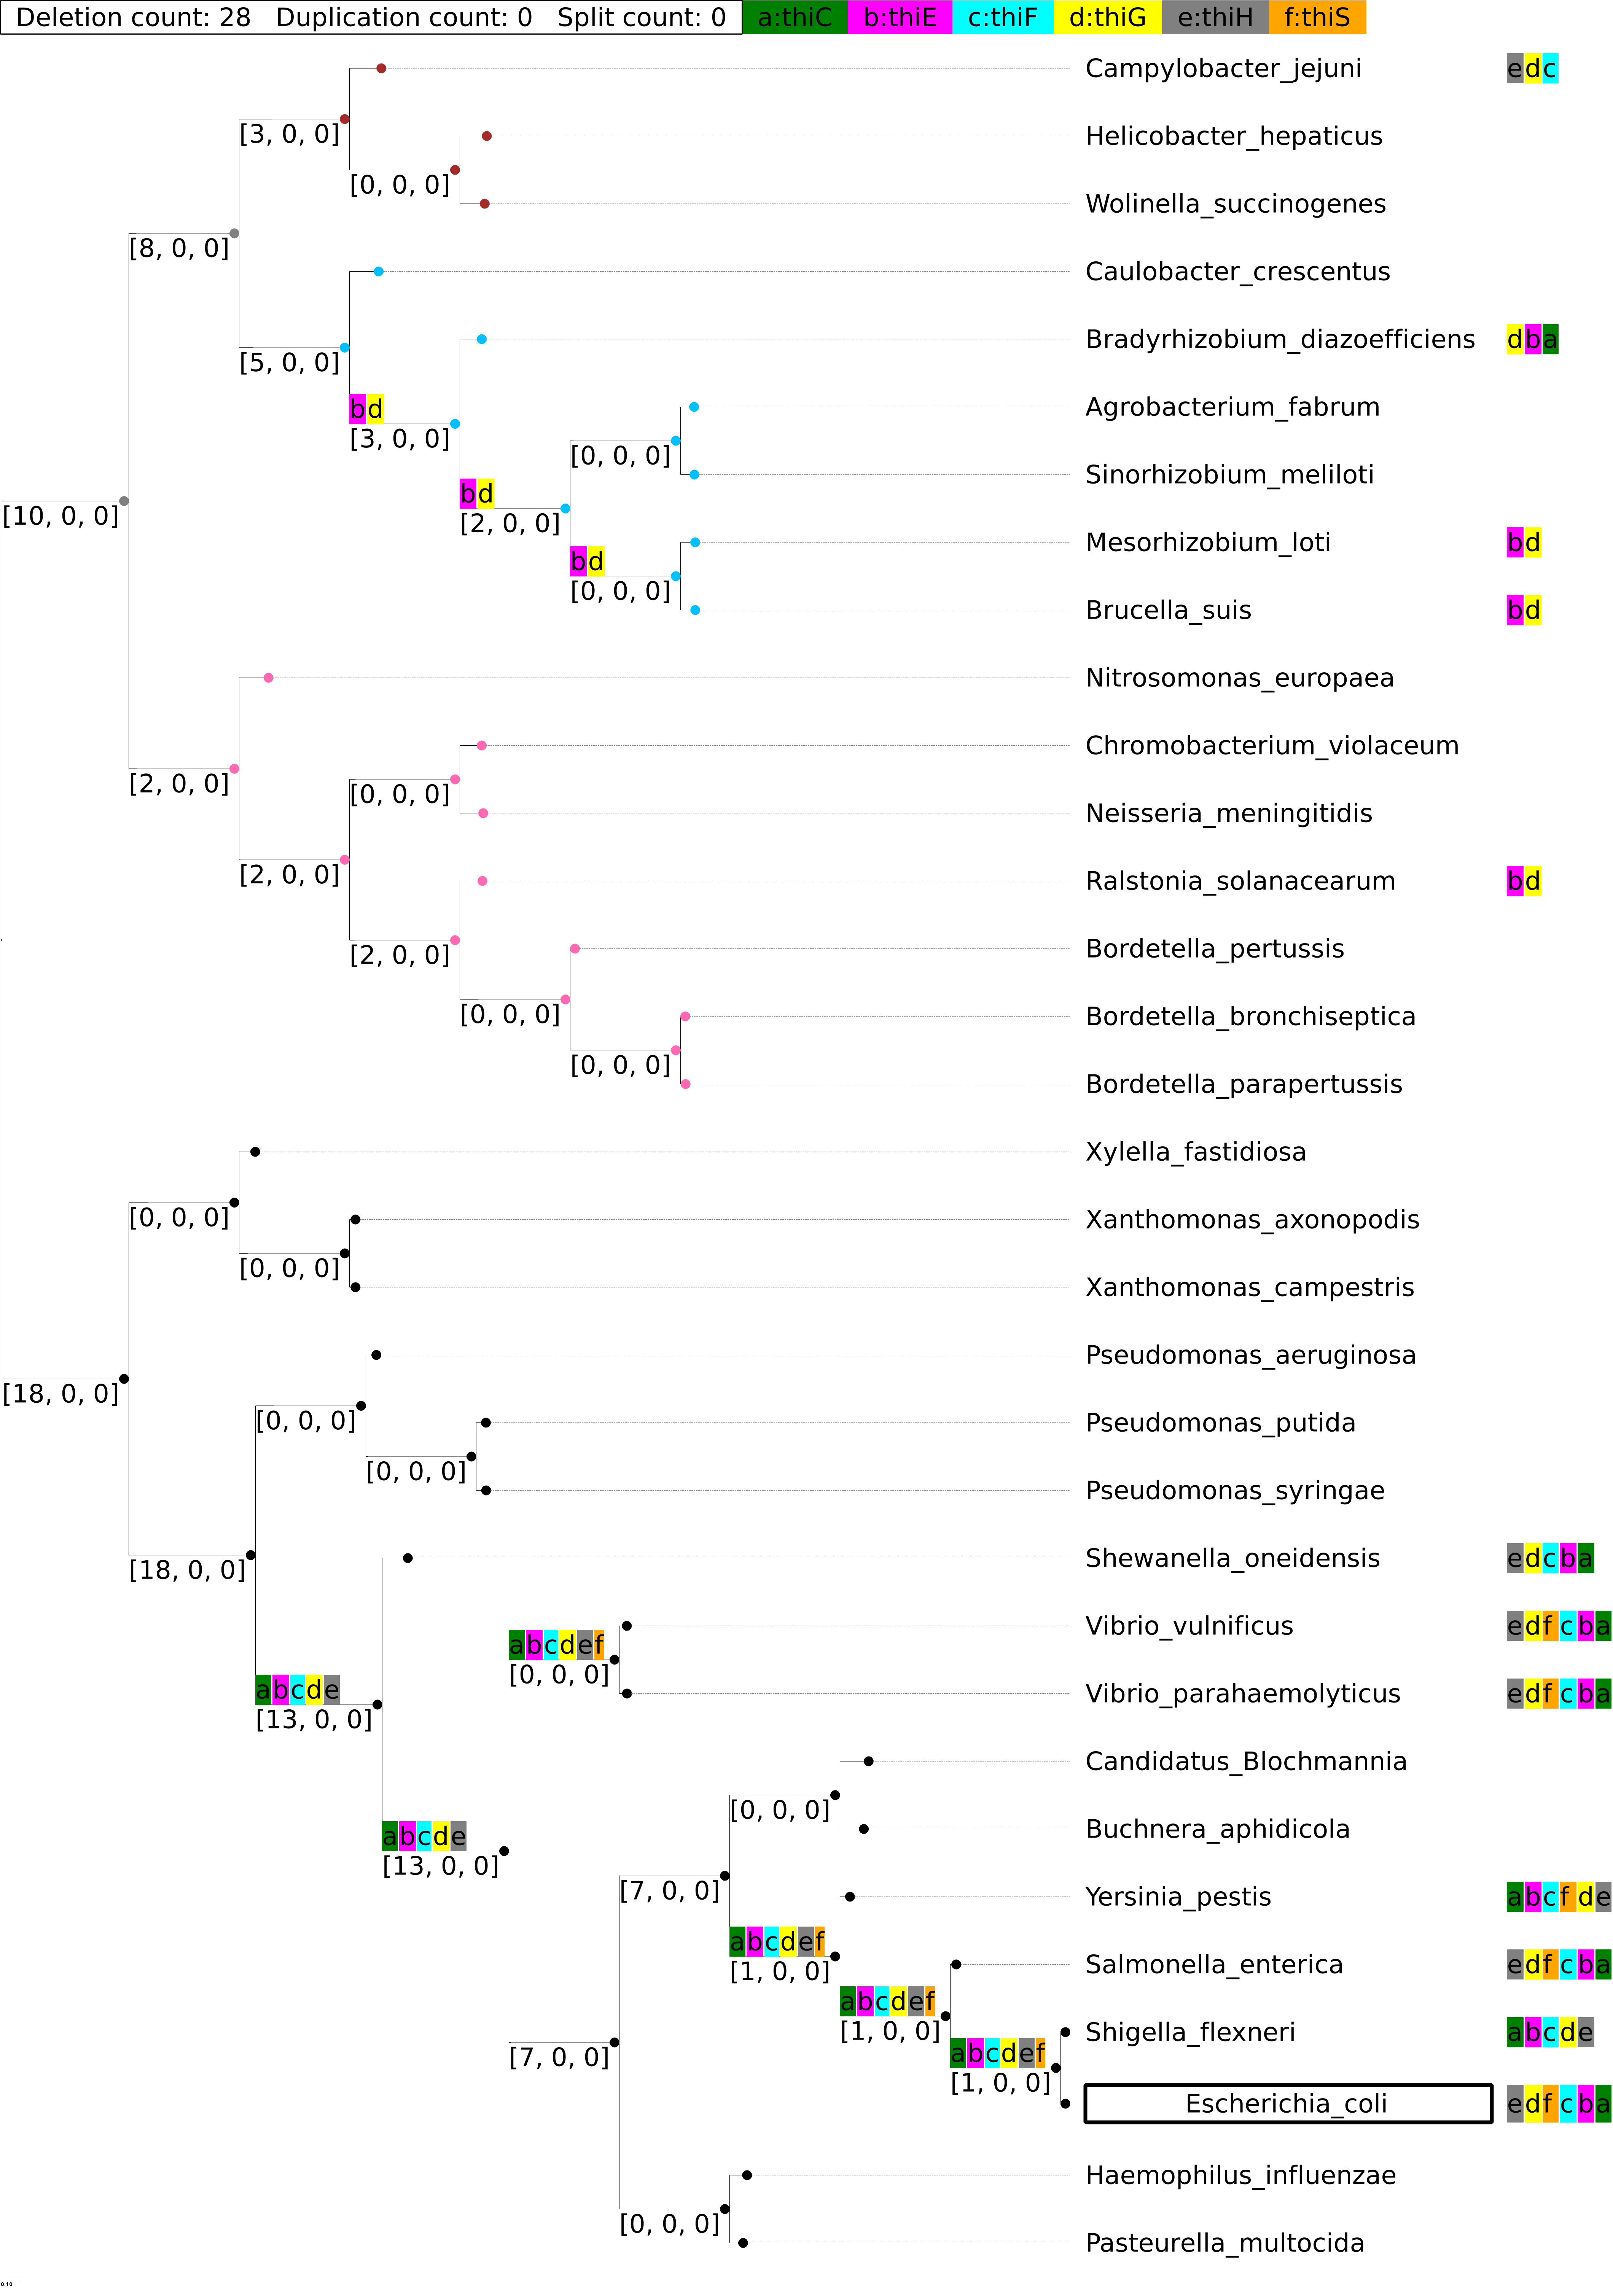 Deletion count: 28 Duplication count: 0 Split count: 0 a:thiC b:thiE c:thiF d:thiG e:thiH f:thiS
Campylobacter_jejuni edc
[3, 0, 0]
Helicobacter_hepaticus
[0, 0, 0]
Wolinella_succinogenes
[8, 0, 0]
Caulobacter_crescentus
Bradyrhizobium_diazoefficiens dba
[5, 0, 0]
Agrobacterium_fabrum
bd
[3, 0, 0]
[0, 0, 0]
Sinorhizobium_meliloti
bd
[10, 0, 0]
[2, 0, 0]
Mesorhizobium_loti bd
bd
[0, 0, 0]
Brucella_suis bd
Nitrosomonas_europaea
Chromobacterium_violaceum
[2, 0, 0]
[0, 0, 0]
Neisseria_meningitidis
[2, 0, 0]
Ralstonia_solanacearum bd
Bordetella_pertussis
[2, 0, 0]
[0, 0, 0]
Bordetella_bronchiseptica
[0, 0, 0]
Bordetella_parapertussis
Xylella_fastidiosa
[0, 0, 0]
Xanthomonas_axonopodis
[0, 0, 0]
Xanthomonas_campestris
Pseudomonas_aeruginosa
[18, 0, 0]
[0, 0, 0]
Pseudomonas_putida
[0, 0, 0]
Pseudomonas_syringae
Shewanella_oneidensis edcba
[18, 0, 0]
Vibrio_vulnificus edfcba
abcdef
[0, 0, 0]
Vibrio_parahaemolyticus edfcba
abcde
[13, 0, 0]
Candidatus_Blochmannia
[0, 0, 0]
Buchnera_aphidicola
abcde
[13, 0, 0]
[7, 0, 0]
Yersinia_pestis abcfde
abcdef
[1, 0, 0]
Salmonella_enterica edfcba
abcdef
[1, 0, 0]
Shigella_flexneri abcde
abcdef
[7, 0, 0]
[1, 0, 0]
Escherichia_coli edfcba
Haemophilus_influenzae
[0, 0, 0]
Pasteurella_multocida
0.10